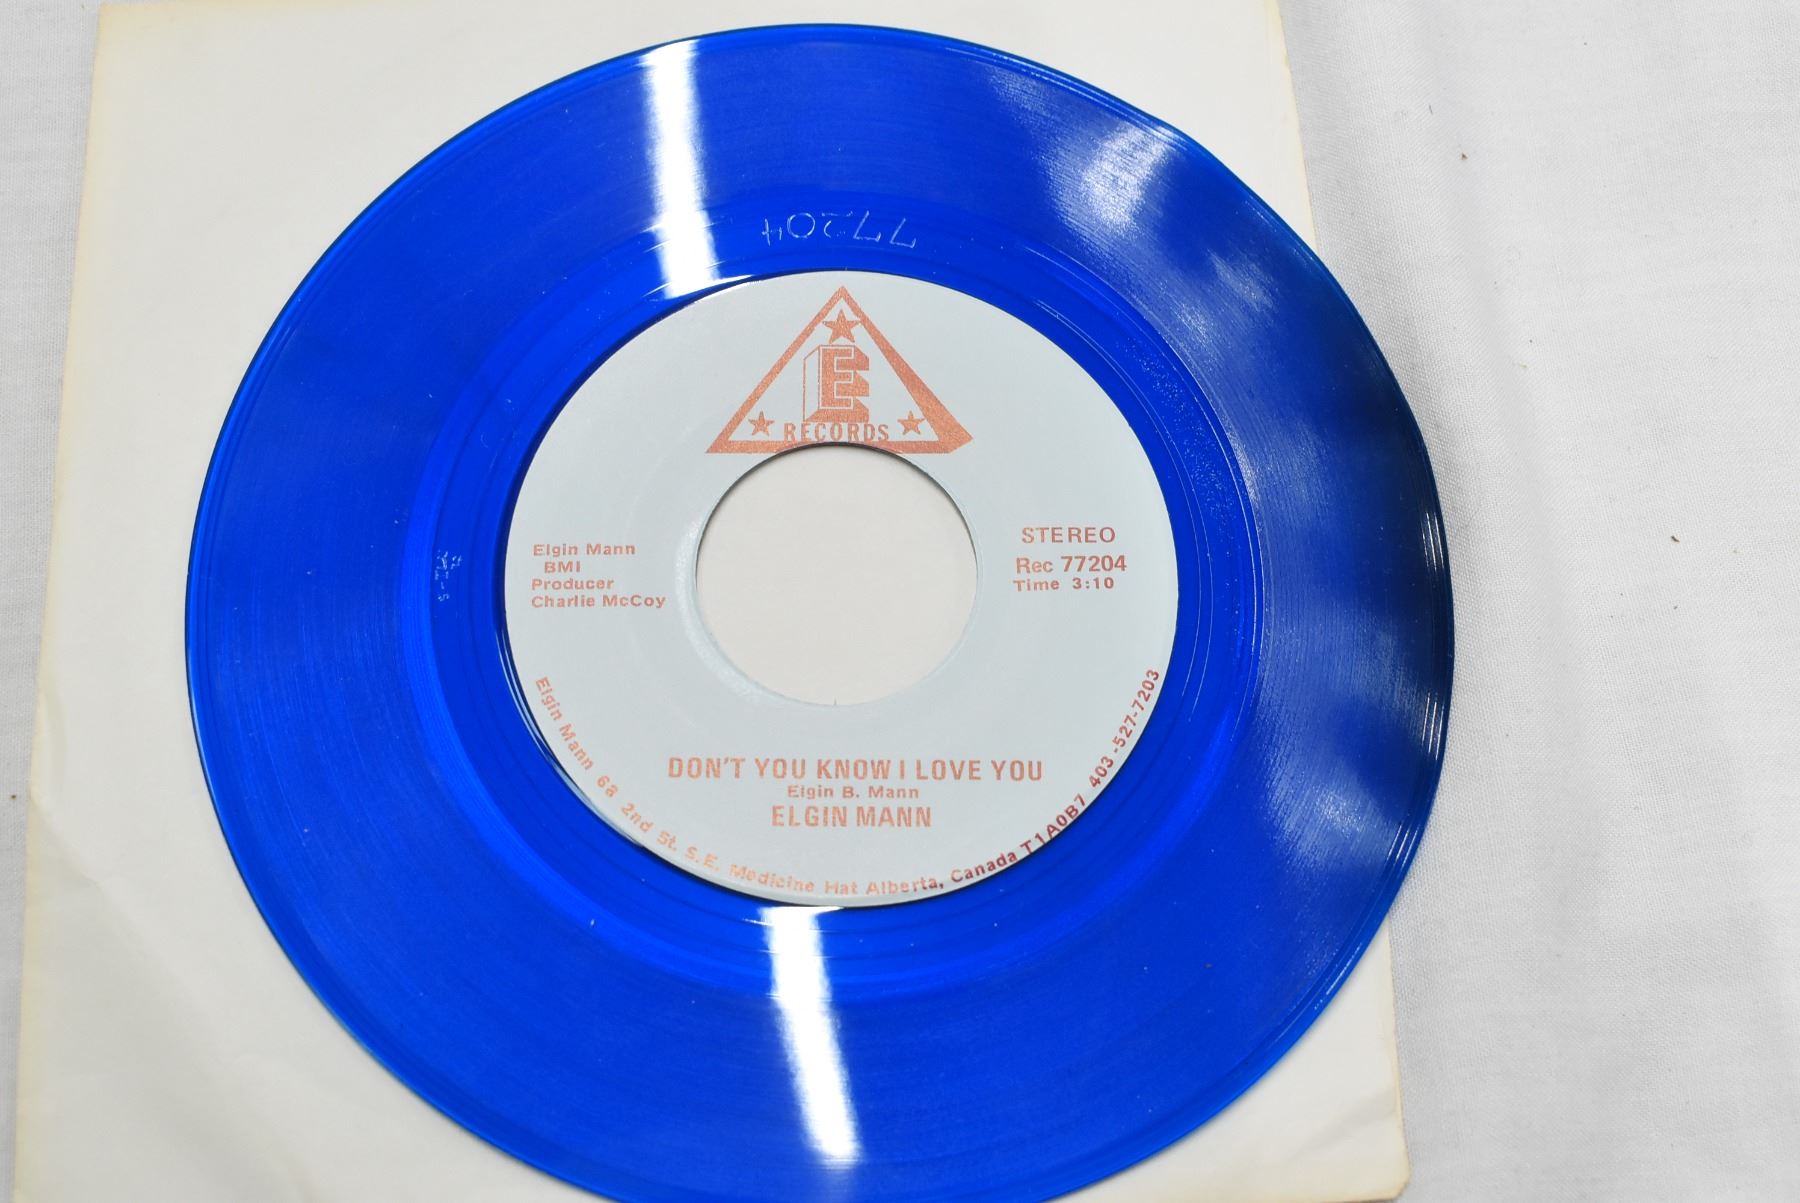 77204
E
RECORDS
Elgin Mann
BMI
Producer
Charlie McCoy
STEREO
Rec 77204
Time 3:10
DON'T YOU KNOW I LOVE YOU
Elgin B. Mann
ELGIN MANN
Elgin Mann 6a 2nd St. S.E. Medicine Hat Alberta, Canada T1A0B7 403-527-7203